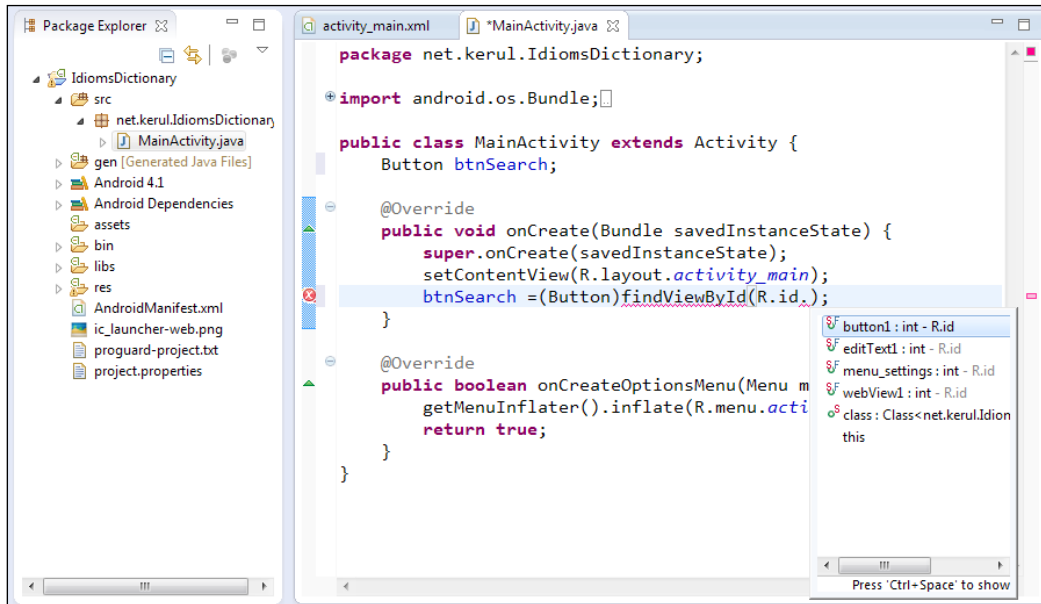 Package Explorer
IdiomsDictionary
src
net.kerul.IdiomsDictionar
MainActivity.java
gen [Generated Java Files]
Android 4.1
Android Dependencies
assets
bin
libs
res
AndroidManifest.xml
ic_launcher-web.png
proguard-project.txt
project.properties
activity_main.xml
*MainActivity.java
package net.kerul.IdiomsDictionary;
import android.os.Bundle;
public class MainActivity extends Activity {
Button btnSearch;
@Override
public void onCreate(Bundle savedInstanceState) {
super.onCreate(savedInstanceState);
setContentView(R.layout.activity_main);
btnSearch =(Button)findViewById(R.id.);
}
@Override
public boolean onCreateOptionsMenu(Menu m
getMenuInflater().inflate(R.menu.acti
return true;
}
}
button1 : int - R.id
editText1 : int - R.id
menu_settings : int - R.id
webView1 : int - R.id
class : Class<net.kerul.Idion
this
Press 'Ctrl+Space' to show